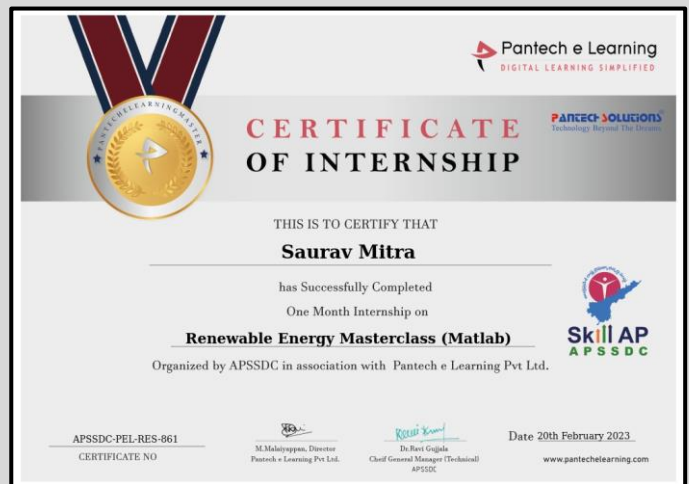 Pantech e Learning
DIGITAL LEARNING SIMPLIFIED
PANTECHELEARNINGMASTER
CERTIFICATE
OF INTERNSHIP
PANTECH SOLUTIONS
Technology Beyond The Dreams
THIS IS TO CERTIFY THAT
Saurav Mitra
has Successfully Completed
One Month Internship on
Renewable Energy Masterclass (Matlab)
Organized by APSSDC in association with Pantech e Learning Pvt Ltd.
Skill AP
APSSDC
APSSDC-PEL-RES-861
CERTIFICATE NO
M.Malaiyappan, Director
Pantech e Learning Pvt Ltd.
Dr.Ravi Gujjala
Cheif General Manager (Technical)
APSSDC
Date 20th February 2023
www.pantechelearning.com